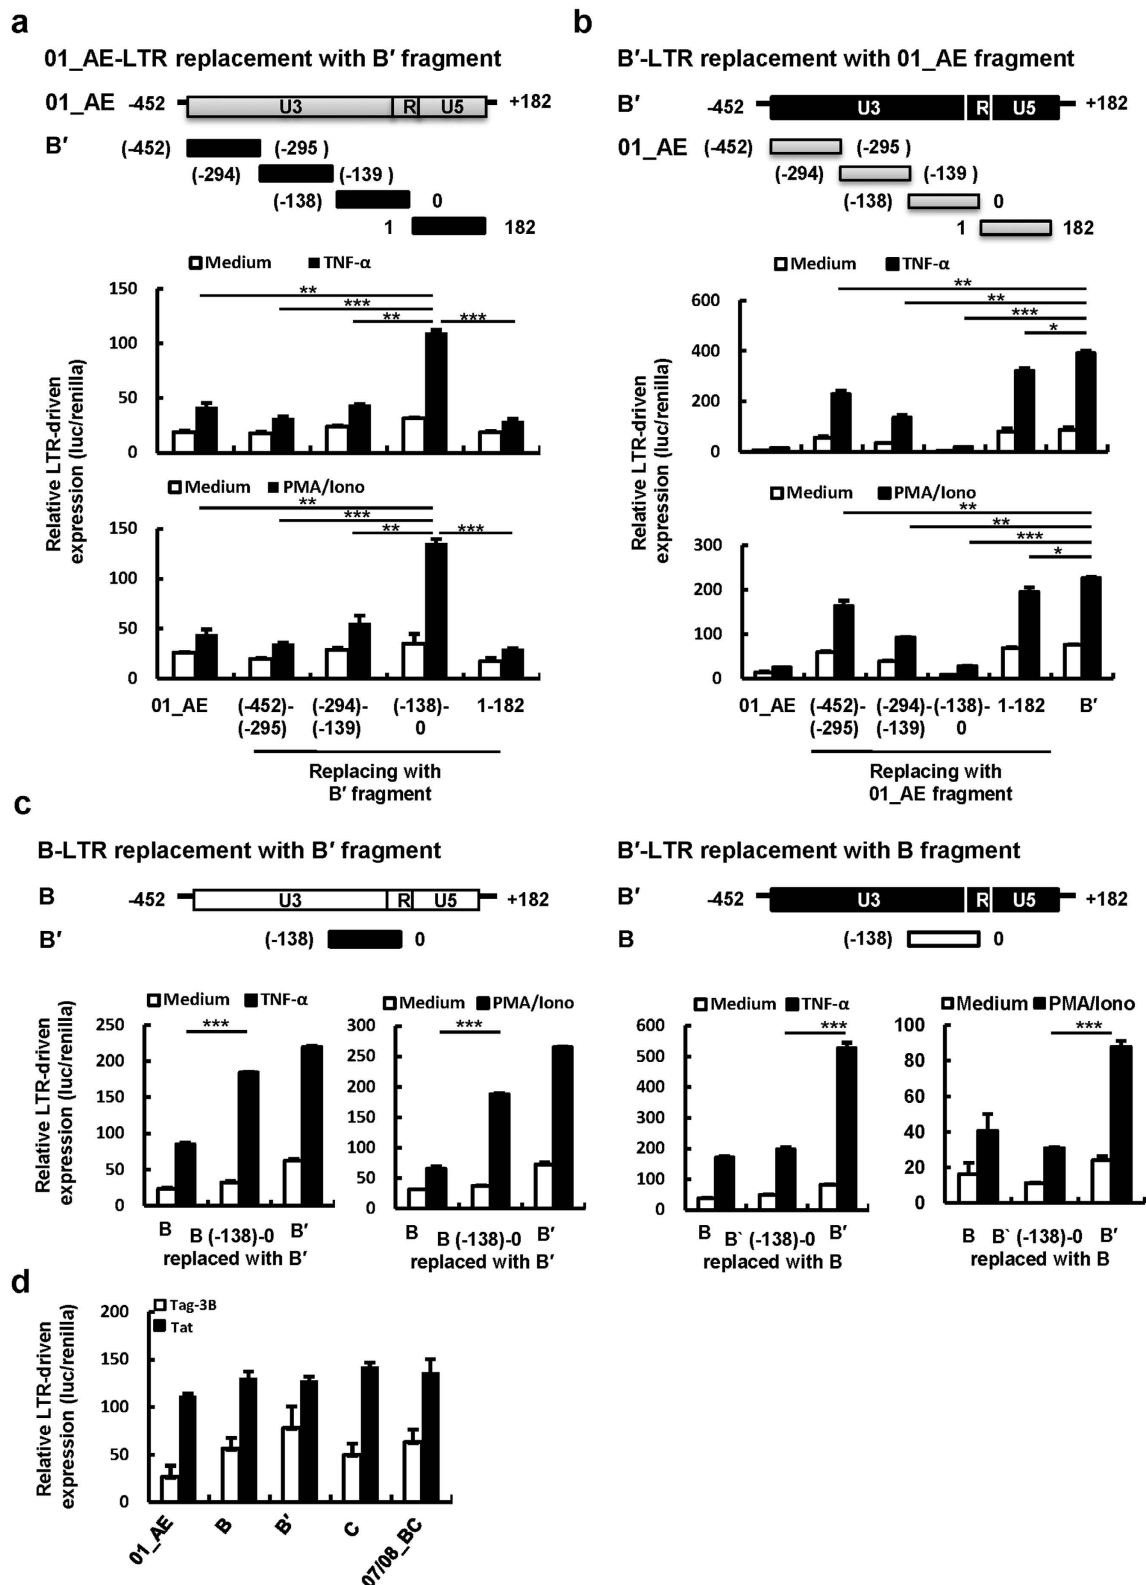 a
01_AE-LTR replacement with B′ fragment
01_AE -452 U3 R U5 +182
B′ (-452) (-295 )
(-294) (-139 )
(-138) 0
1 182
Medium TNF-α
150
100
50
0
** *** ** ***
Relative LTR-driven
expression (luc/renilla)
Medium PMA/Iono
150
100
50
0
** *** ** ***
01_AE (-452)- (-294)- (-138)- 1-182
(-295) (-139) 0
Replacing with
B′ fragment
b
B′-LTR replacement with 01_AE fragment
B′ -452 U3 R U5 +182
01_AE (-452) (-295 )
(-294) (-139 )
(-138) 0
1 182
Medium TNF-α
600
400
200
0
** ** *** *
Relative LTR-driven
expression (luc/renilla)
Medium PMA/Iono
300
200
100
0
** ** *** *
01_AE (-452)- (-294)-(-138)- 1-182 B′
(-295) (-139) 0
Replacing with
01_AE fragment
c
B-LTR replacement with B′ fragment
B -452 U3 R U5 +182
B′ (-138) 0
Medium TNF-α
250
200
150
100
50
0
***
Relative LTR-driven
expression (luc/renilla)
B B (-138)-0 B′
replaced with B′
Medium PMA/Iono
300
250
200
150
100
50
0
***
B B (-138)-0 B′
replaced with B′
B′-LTR replacement with B fragment
B′ -452 U3 R U5 +182
B (-138) 0
Medium TNF-α
600
500
400
300
200
100
0
***
B B` (-138)-0 B′
replaced with B
Medium PMA/Iono
100
80
60
40
20
0
***
B B` (-138)-0 B′
replaced with B
d
Tag-3B
Tat
200
150
100
50
0
Relative LTR-driven
expression (luc/renilla)
01_AE B B′ C 07/08_BC